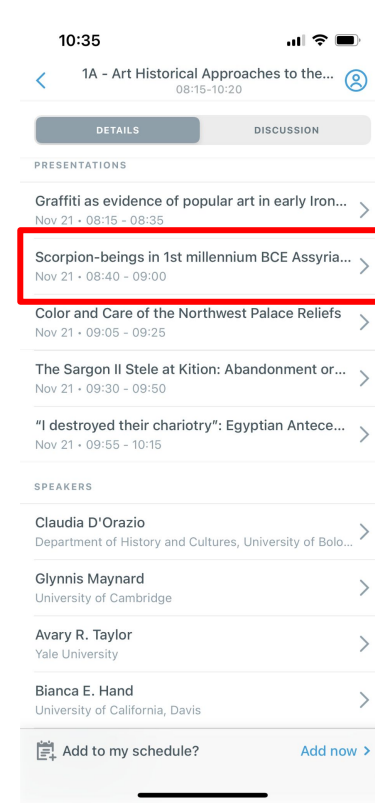 10:35
1A - Art Historical Approaches to the...
08:15-10:20
DETAILS
DISCUSSION
PRESENTATIONS
Graffiti as evidence of popular art in early Iron...
Nov 21 • 08:15 - 08:35
Scorpion-beings in 1st millennium BCE Assyria...
Nov 21 • 08:40 - 09:00
Color and Care of the Northwest Palace Reliefs
Nov 21 • 09:05 - 09:25
The Sargon II Stele at Kition: Abandonment or...
Nov 21 • 09:30 - 09:50
“I destroyed their chariotry”: Egyptian Antece...
Nov 21 • 09:55 - 10:15
SPEAKERS
Claudia D'Orazio
Department of History and Cultures, University of Bolo...
Glynnis Maynard
University of Cambridge
Avary R. Taylor
Yale University
Bianca E. Hand
University of California, Davis
Add to my schedule?
Add now